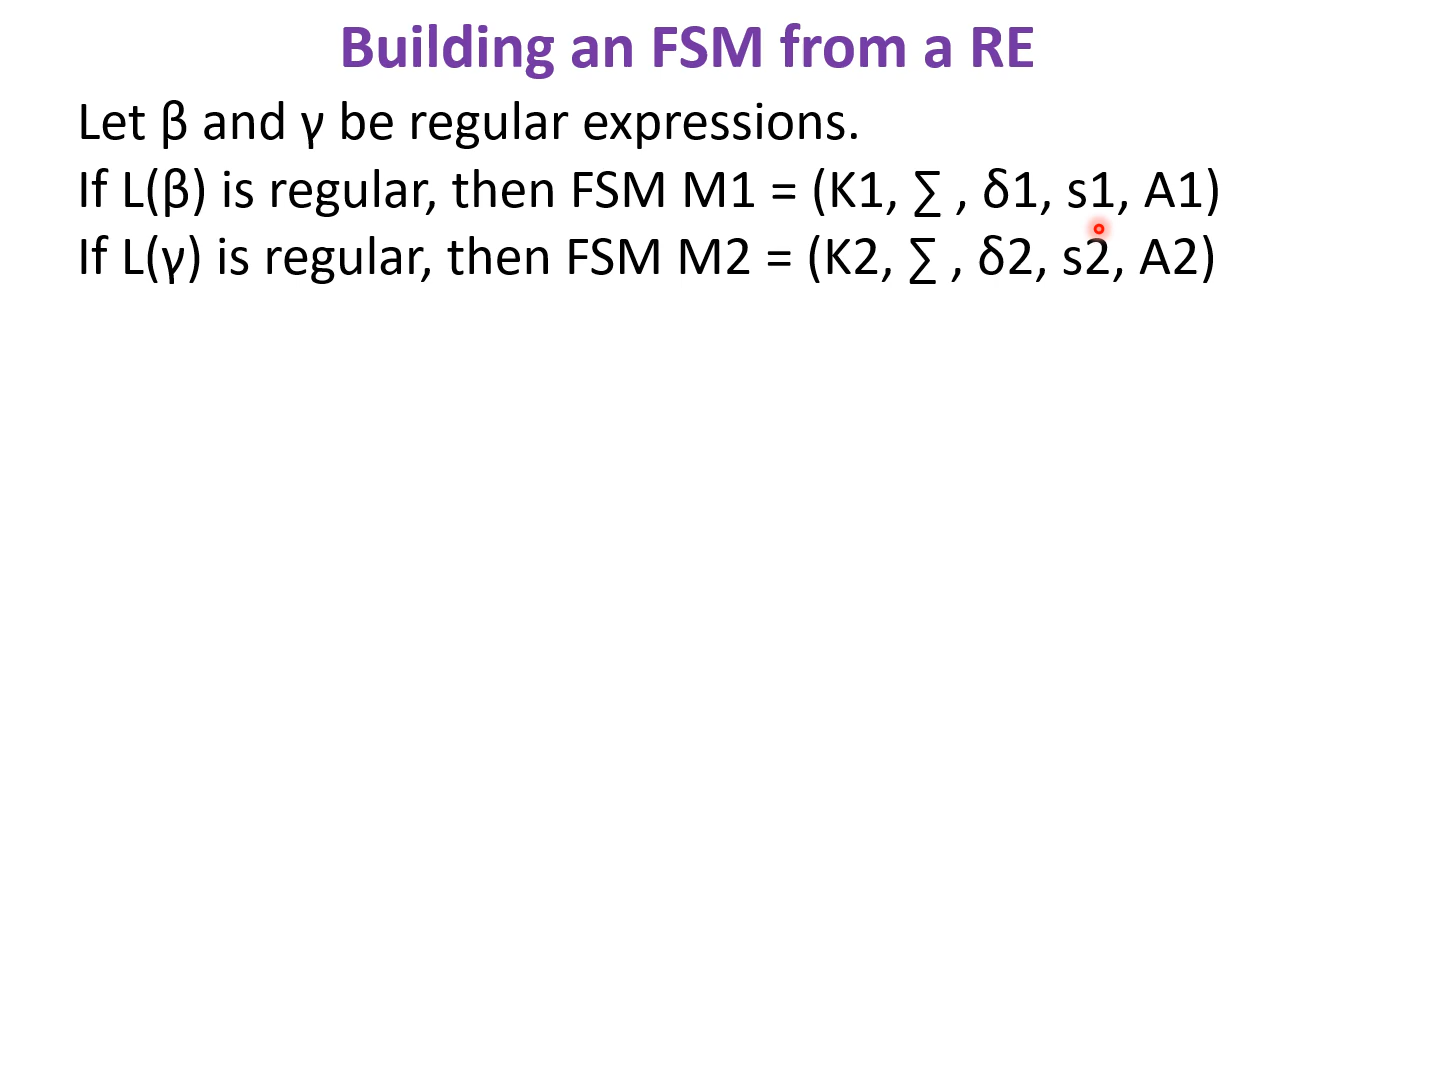 Building an FSM from a RE
Let β and γ be regular expressions.
If L(β) is regular, then FSM M1 = (K1, ∑ , δ1, s1, A1)
If L(γ) is regular, then FSM M2 = (K2, ∑ , δ2, s2, A2)